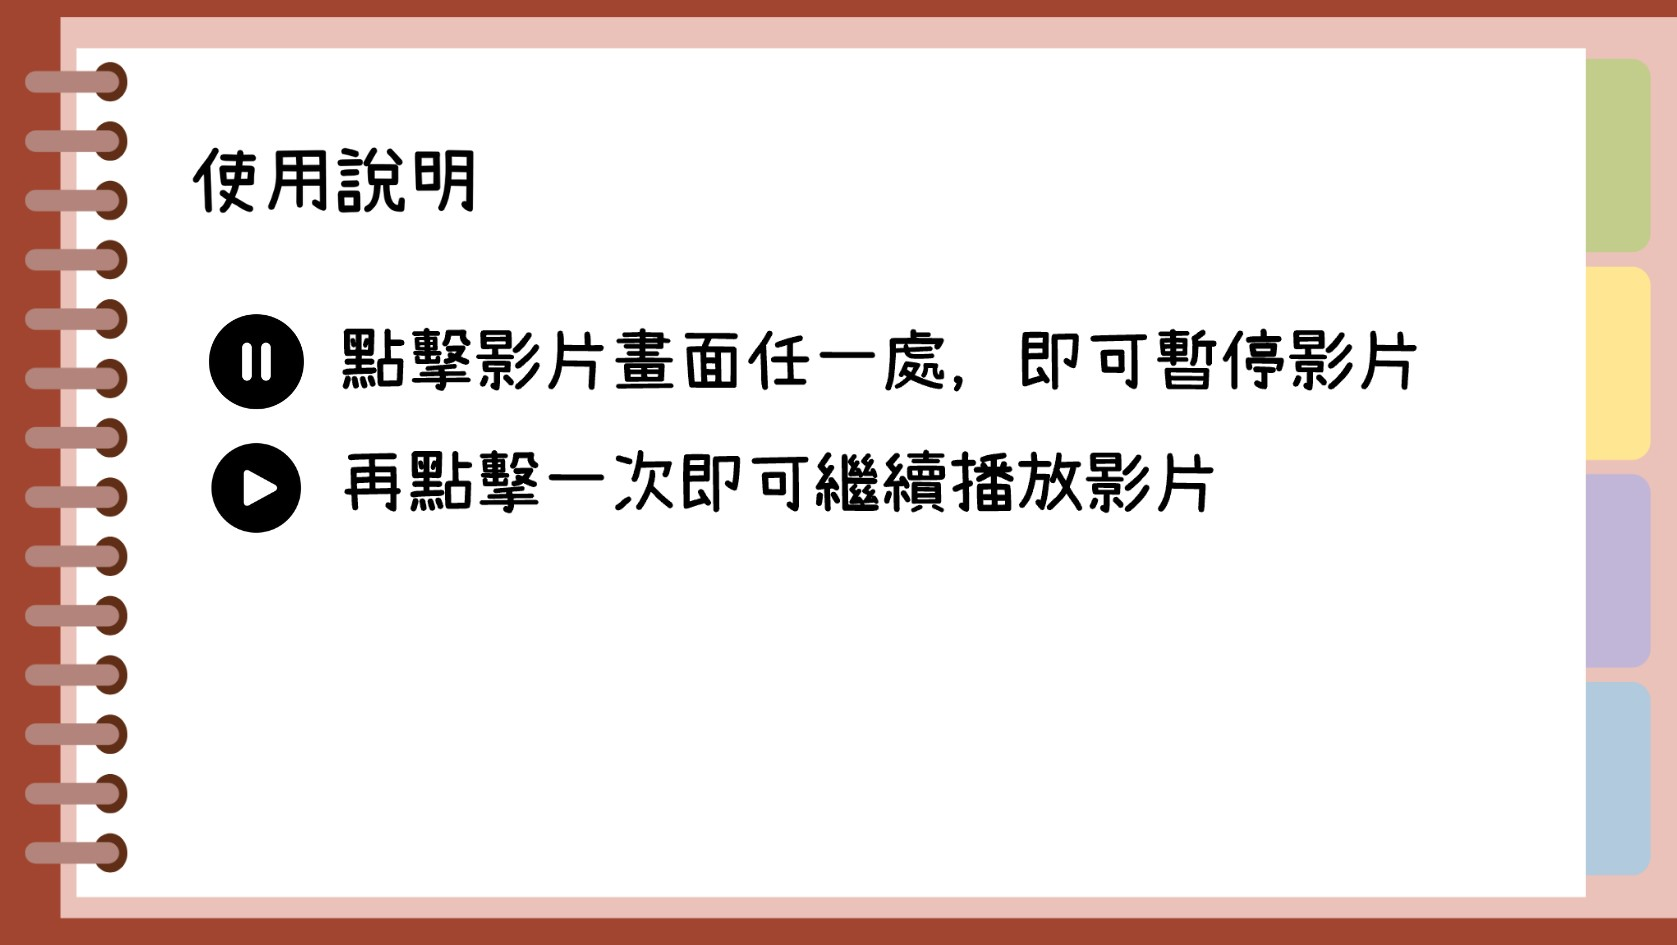 使用說明
點擊影片畫面任一處，即可暫停影片
再點擊一次即可繼續播放影片